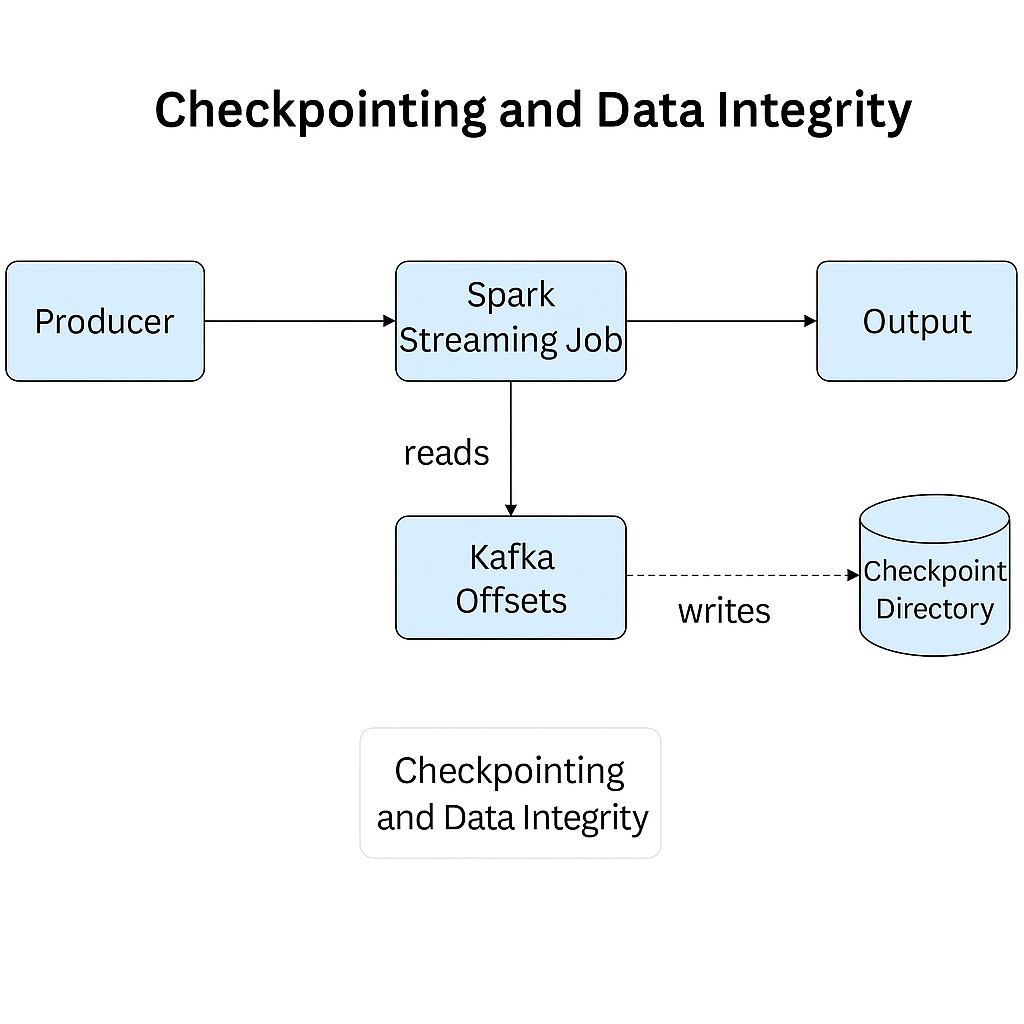 Checkpointing and Data Integrity
Producer
Spark
Streaming Job
Output
reads
Kafka
Offsets
writes
Checkpoint
Directory
Checkpointing
and Data Integrity